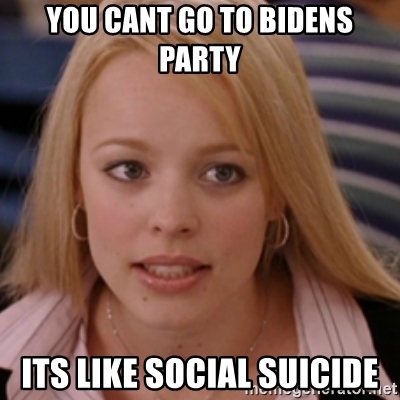 YOU CANT GO TO BIDENS
PARTY
ITS LIKE SOCIAL SUICIDE
memegenerator.net